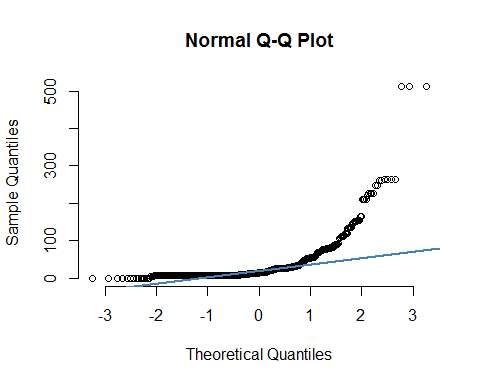 Normal Q-Q Plot
Sample Quantiles
500
300
100
0
-3 -2 -1 0 1 2 3
Theoretical Quantiles